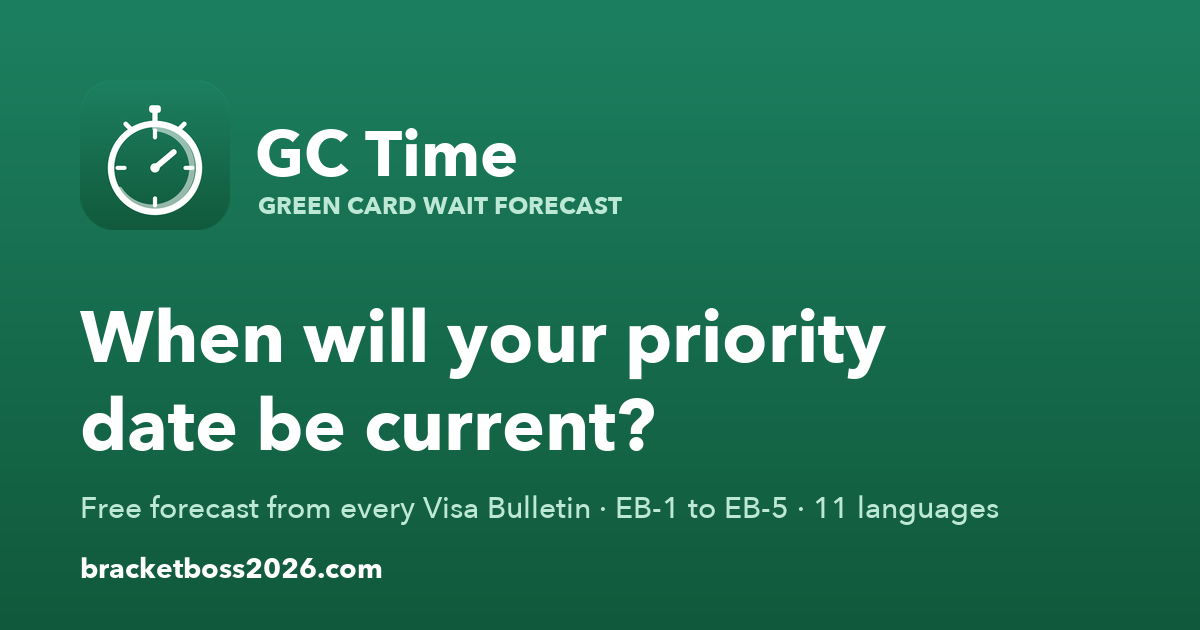 GC Time
GREEN CARD WAIT FORECAST
When will your priority
date be current?
Free forecast from every Visa Bulletin · EB-1 to EB-5 · 11 languages
bracketboss2026.com